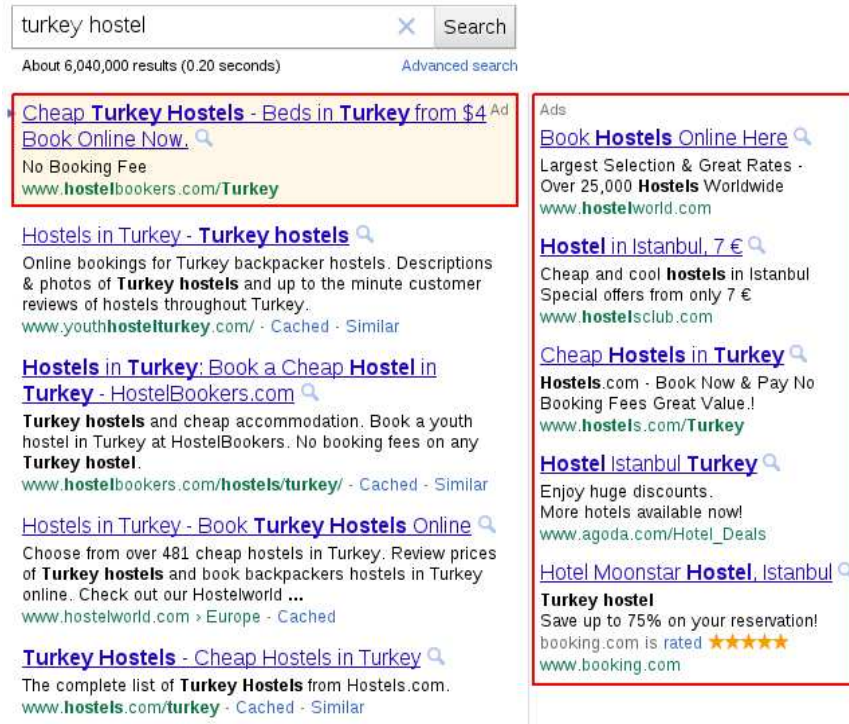 turkey hostel
Search
About 6,040,000 results (0.20 seconds)
Advanced search
Cheap Turkey Hostels - Beds in Turkey from $4 Ad
Book Online Now.
No Booking Fee
www.hostelbookers.com/Turkey
Hostels in Turkey - Turkey hostels
Online bookings for Turkey backpacker hostels. Descriptions
& photos of Turkey hostels and up to the minute customer
reviews of hostels throughout Turkey.
www.youthhostelturkey.com/ - Cached - Similar
Hostels in Turkey: Book a Cheap Hostel in
Turkey - HostelBookers.com
Turkey hostels and cheap accommodation. Book a youth
hostel in Turkey at HostelBookers. No booking fees on any
Turkey hostel.
www.hostelbookers.com/hostels/turkey/ - Cached - Similar
Hostels in Turkey - Book Turkey Hostels Online
Choose from over 481 cheap hostels in Turkey. Review prices
of Turkey hostels and book backpackers hostels in Turkey
online. Check out our Hostelworld ...
www.hostelworld.com › Europe - Cached
Turkey Hostels - Cheap Hostels in Turkey
The complete list of Turkey Hostels from Hostels.com.
www.hostels.com/turkey - Cached - Similar
Ads
Book Hostels Online Here
Largest Selection & Great Rates -
Over 25,000 Hostels Worldwide
www.hostelworld.com
Hostel in Istanbul, 7 €
Cheap and cool hostels in Istanbul
Special offers from only 7 €
www.hostelsclub.com
Cheap Hostels in Turkey
Hostels.com - Book Now & Pay No
Booking Fees Great Value.!
www.hostels.com/Turkey
Hostel Istanbul Turkey
Enjoy huge discounts.
More hotels available now!
www.agoda.com/Hotel_Deals
Hotel Moonstar Hostel, Istanbul
Turkey hostel
Save up to 75% on your reservation!
booking.com is rated ★★★★★
www.booking.com